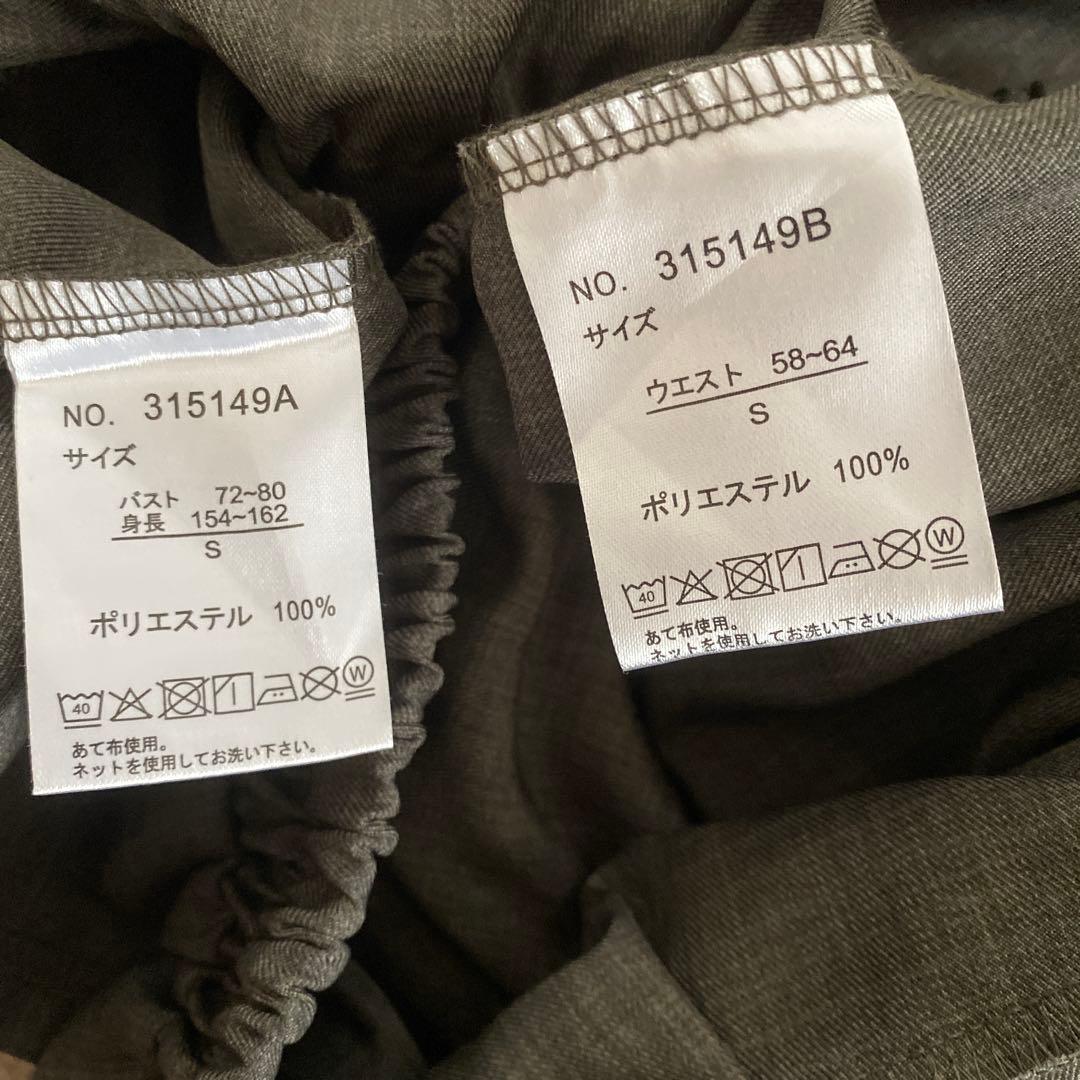 NO. 315149A
サイズ
バスト 72~80
身長 154~162
S
ポリエステル 100%
40 W
あて布使用。
ネットを使用してお洗い下さい。
NO. 315149B
サイズ
ウエスト 58~64
S
ポリエステル 100%
40 W
あて布使用。
ネットを使用してお洗い下さい。